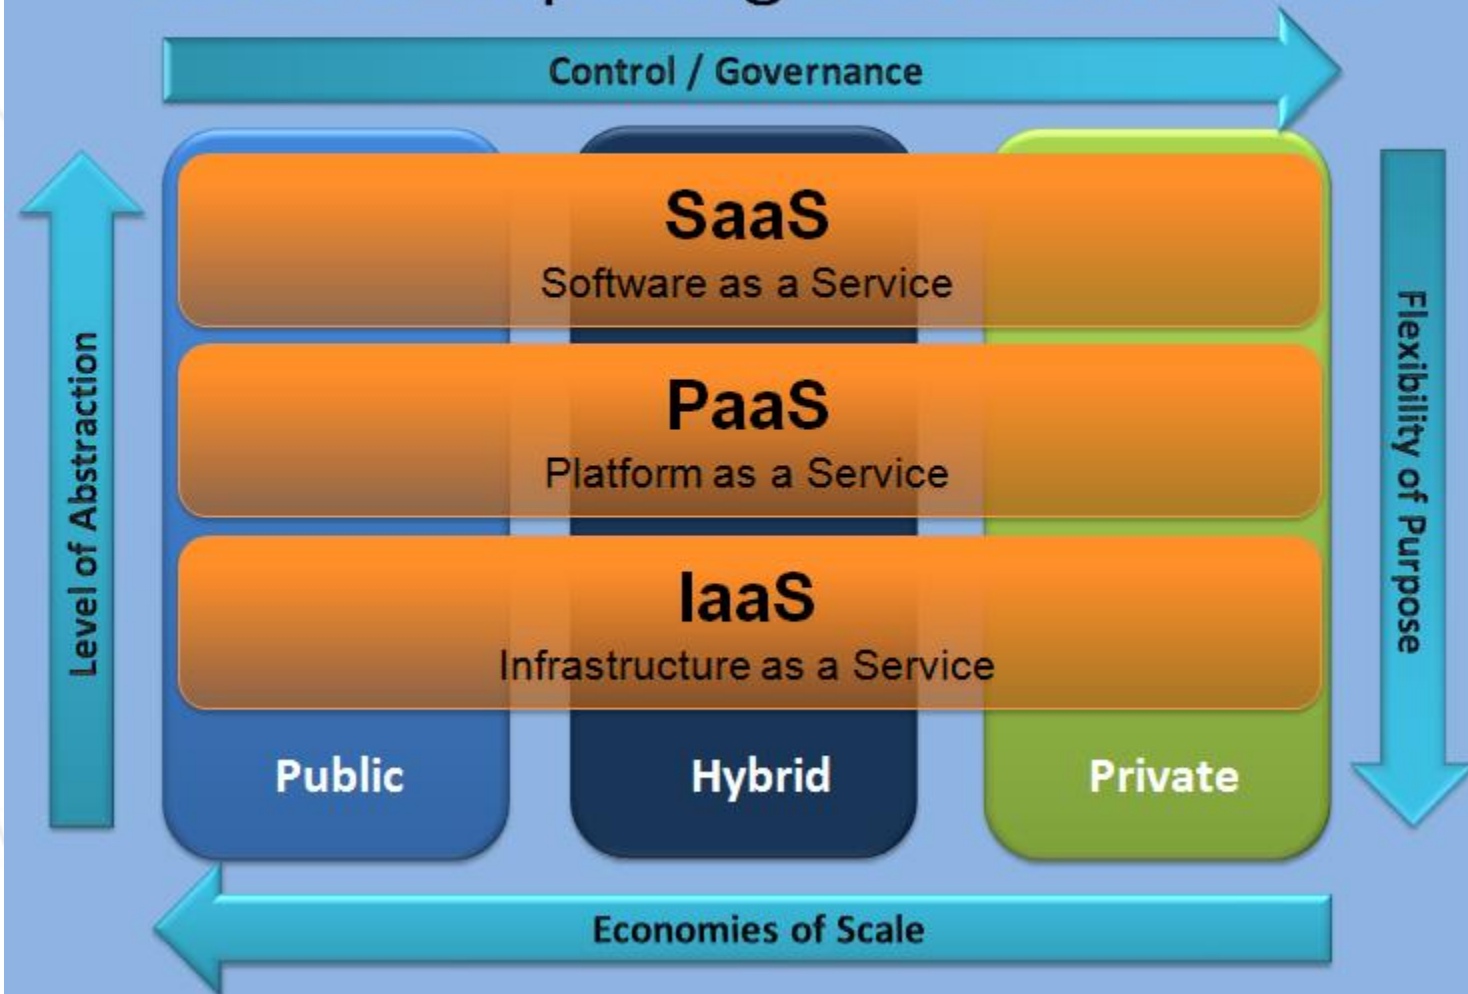 Control / Governance
Level of Abstraction
SaaS
Software as a Service
PaaS
Platform as a Service
IaaS
Infrastructure as a Service
Flexibility of Purpose
Public
Hybrid
Private
Economies of Scale